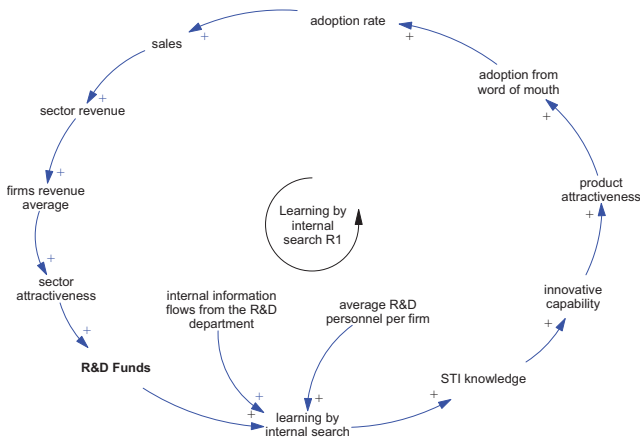 adoption rate
+
+
sales
adoption from
word of mouth
+
sector revenue
+
+
firms revenue
average
product
attractiveness
+
Learning by
internal
search R1
+
sector
attractiveness
innovative
capability
internal information
flows from the R&D
department
average R&D
personnel per firm
+
+
R&D Funds
STI knowledge
+
+
+
+
learning by
internal search